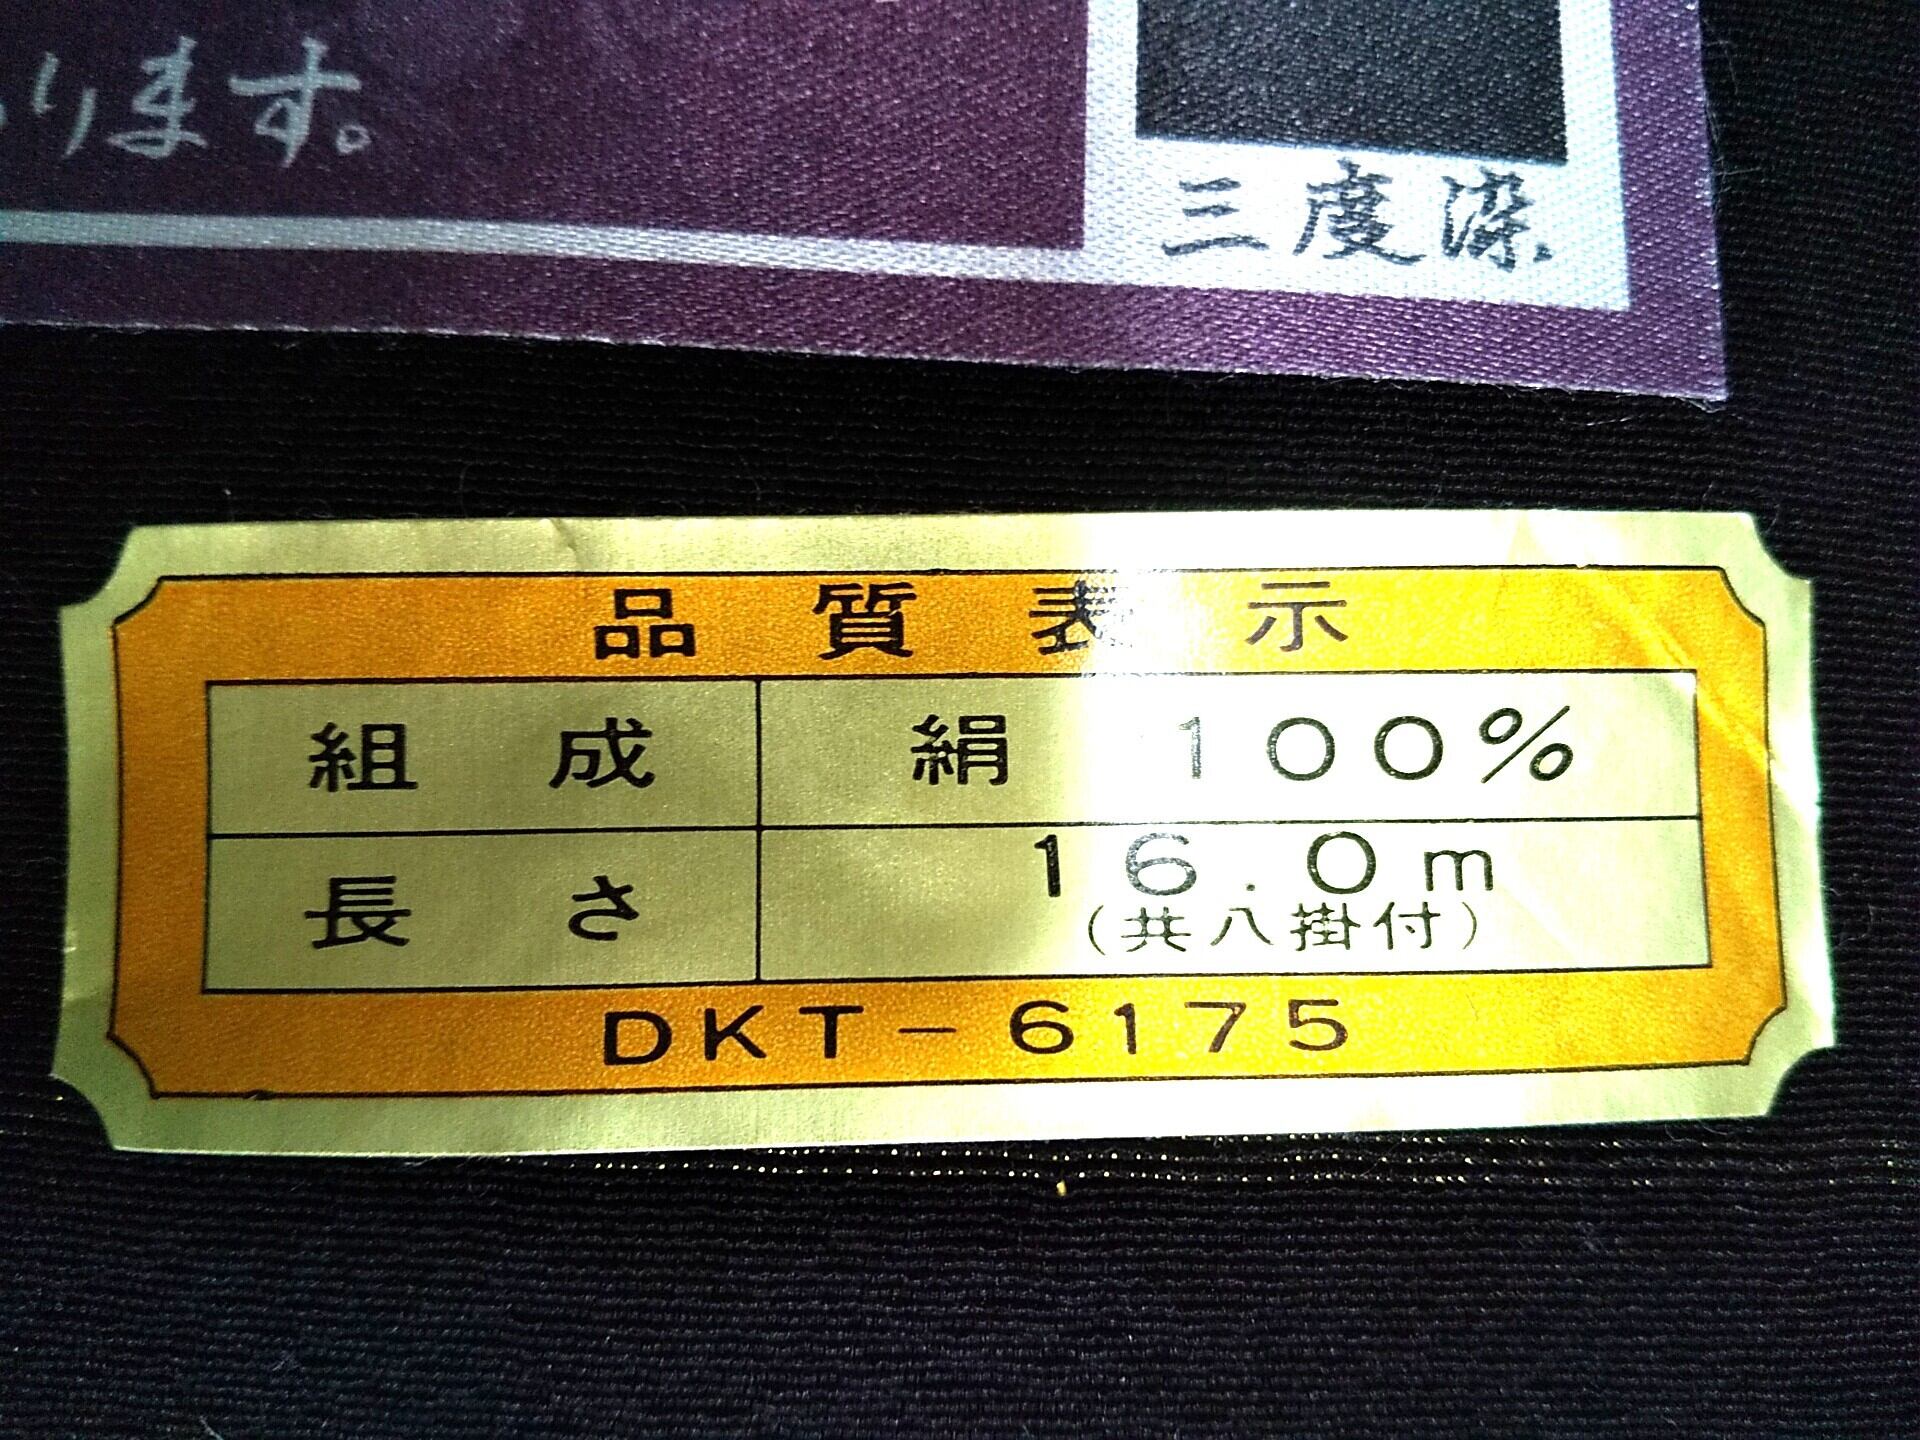 ります。
三度染
品質表示
組成 絹 100%
長さ 16.0m
(共八掛付)
DKT-6175